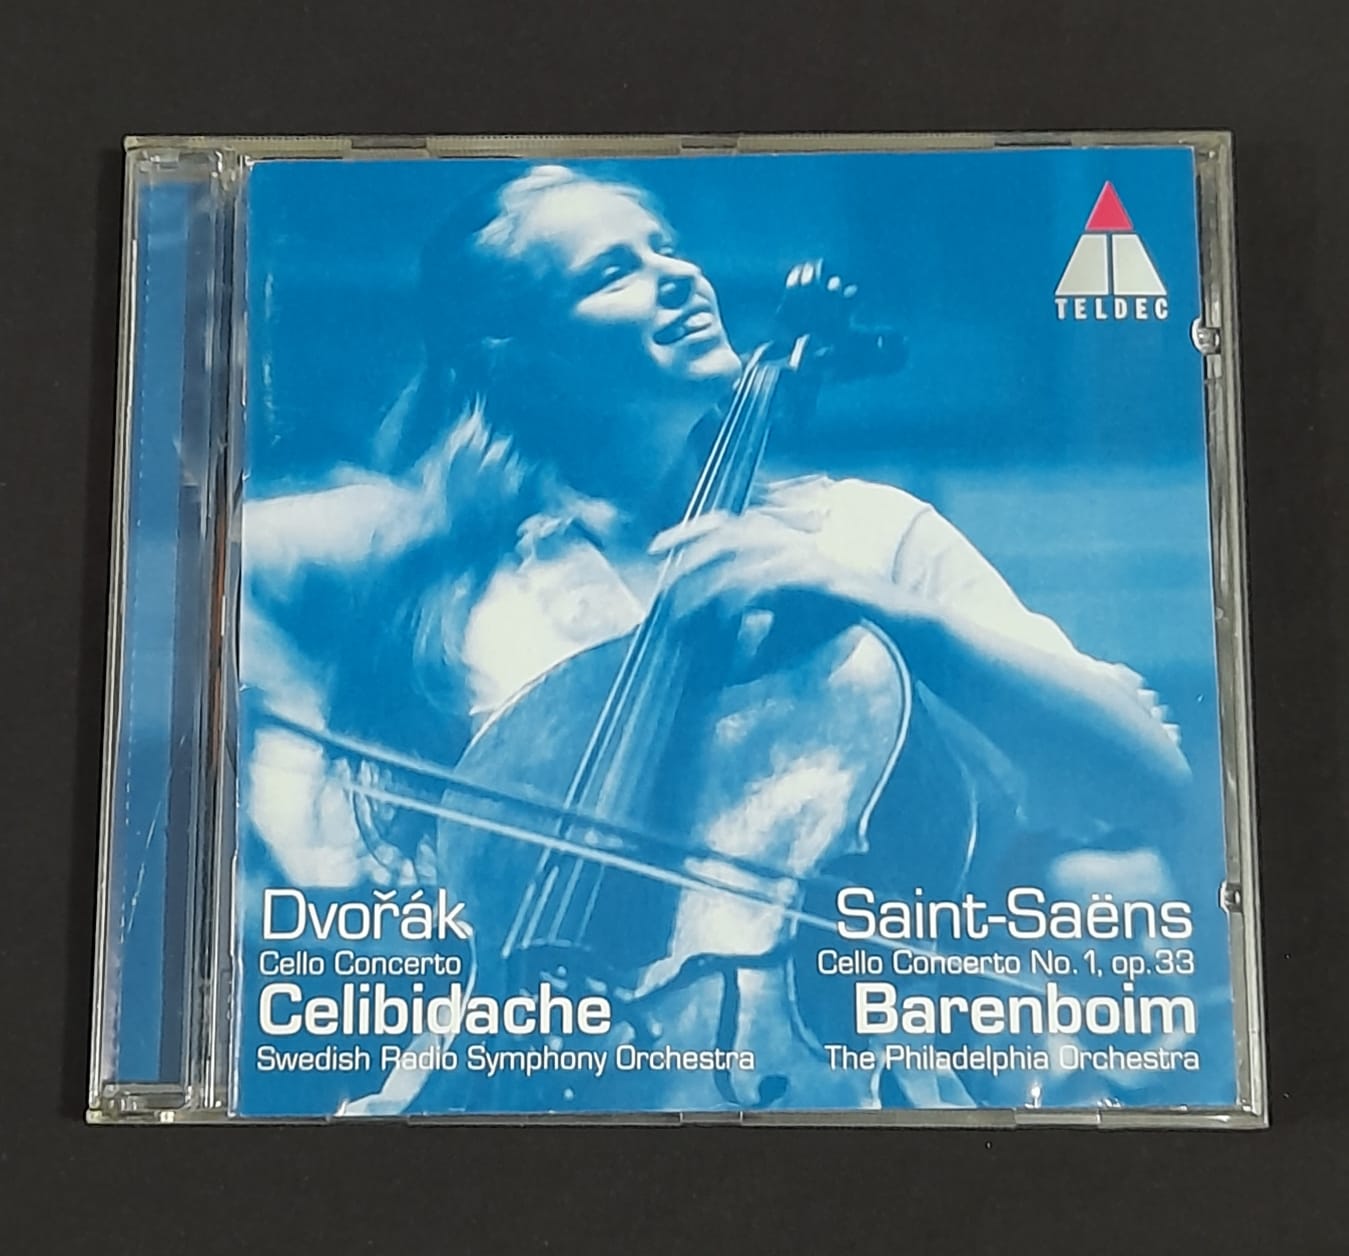 TELDEC
Dvořák
Cello Concerto
Celibidache
Swedish Radio Symphony Orchestra
Saint-Saëns
Cello Concerto No. 1, op. 33
Barenboim
The Philadelphia Orchestra